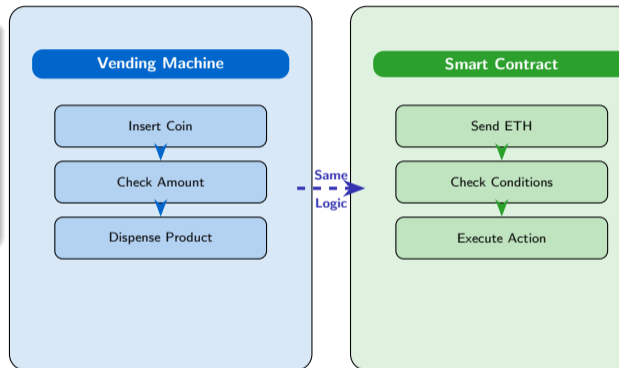 Vending Machine
Insert Coin
Check Amount
Dispense Product
Same
Logic
Smart Contract
Send ETH
Check Conditions
Execute Action